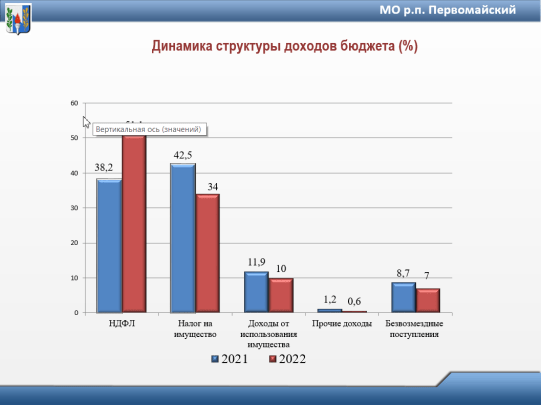 МО р.п. Первомайский
Динамика структуры доходов бюджета (%)
60
50
40
30
20
10
0
Вертикальная ось (значений)
38,2
42,5
34
11,9
10
1,2
0,6
8,7
7
НДФЛ
Налог на
имущество
Доходы от
использования
имущества
Прочие доходы
Безвозмездные
поступления
2021
2022